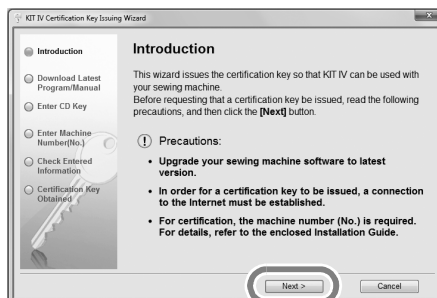 KIT IV Certification Key Issuing Wizard
Introduction
Download Latest
Program/Manual
Enter CD Key
Enter Machine
Number(No.)
Check Entered
Information
Certification Key
Obtained
Introduction
This wizard issues the certification key so that KIT IV can be used with
your sewing machine.
Before requesting that a certification key be issued, read the following
precautions, and then click the [Next] button.
Precautions:
• Upgrade your sewing machine software to latest
version.
• In order for a certification key to be issued, a connection
to the Internet must be established.
• For certification, the machine number (No.) is required.
For details, refer to the enclosed Installation Guide.
Next >
Cancel